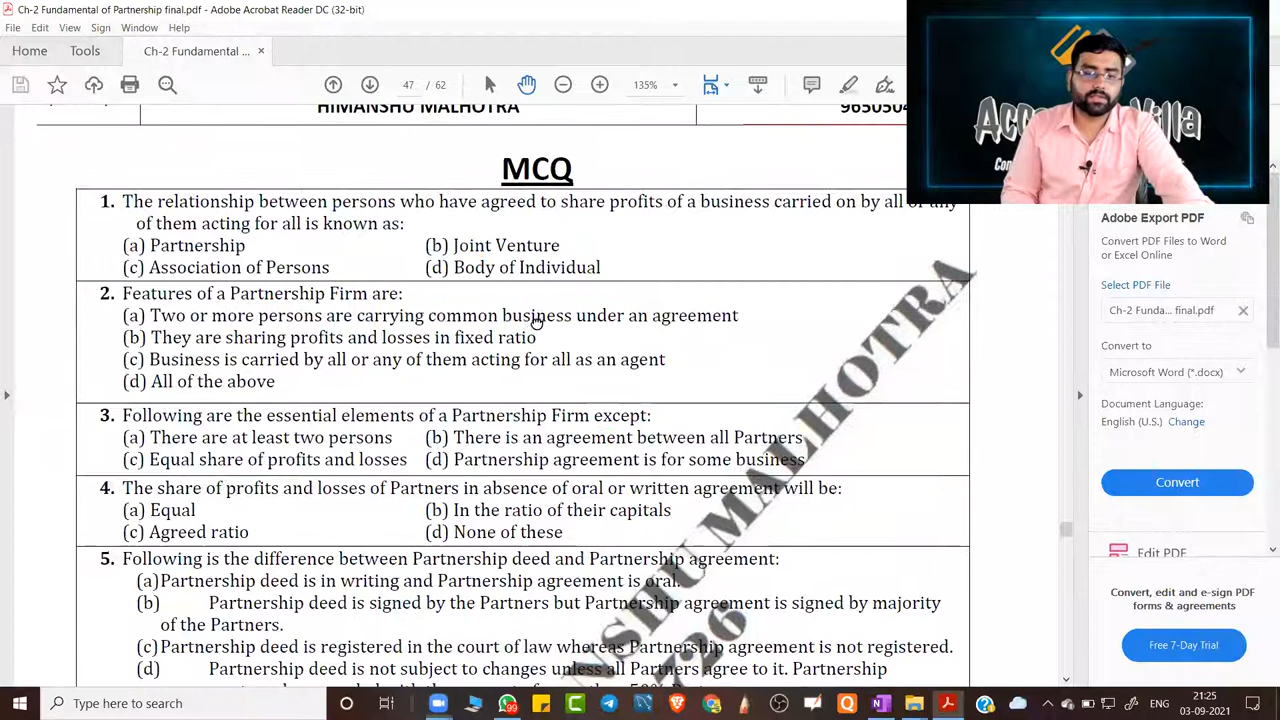 Ch-2 Fundamental of Partnership final.pdf - Adobe Acrobat Reader DC (32-bit)
File Edit View Sign Window Help
Home Tools Ch-2 Fundamental ... ×
47 / 62 135%
HIMANSHU MALHOTRA 9650504
MCQ
1. The relationship between persons who have agreed to share profits of a business carried on by all or any
of them acting for all is known as:
(a) Partnership (b) Joint Venture
(c) Association of Persons (d) Body of Individual
2. Features of a Partnership Firm are:
(a) Two or more persons are carrying common business under an agreement
(b) They are sharing profits and losses in fixed ratio
(c) Business is carried by all or any of them acting for all as an agent
(d) All of the above
3. Following are the essential elements of a Partnership Firm except:
(a) There are at least two persons (b) There is an agreement between all Partners
(c) Equal share of profits and losses (d) Partnership agreement is for some business
4. The share of profits and losses of Partners in absence of oral or written agreement will be:
(a) Equal (b) In the ratio of their capitals
(c) Agreed ratio (d) None of these
5. Following is the difference between Partnership deed and Partnership agreement:
(a)Partnership deed is in writing and Partnership agreement is oral.
(b) Partnership deed is signed by the Partners but Partnership agreement is signed by majority
of the Partners.
(c)Partnership deed is registered in the court of law whereas Partnership agreement is not registered.
(d) Partnership deed is not subject to changes unless all Partners agree to it. Partnership
NSHU MALHOTRA
Adobe Export PDF
Convert PDF Files to Word
or Excel Online
Select PDF File
Ch-2 Funda... final.pdf
Convert to
Microsoft Word (*.docx)
Document Language:
English (U.S.) Change
Convert
Edit PDF
Convert, edit and e-sign PDF
forms & agreements
Free 7-Day Trial
Type here to search
ENG
21:25
03-09-2021